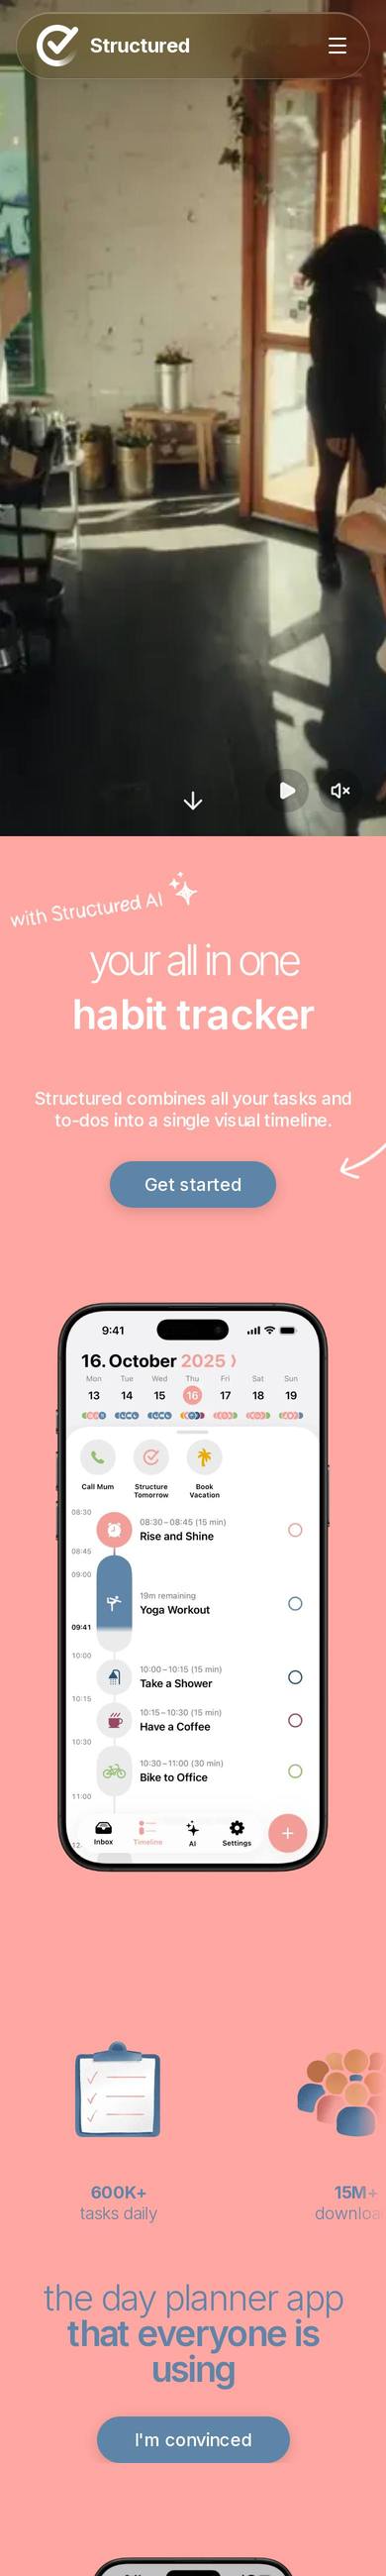 Structured
with Structured AI
your all in one
habit tracker
Structured combines all your tasks and
to-dos into a single visual timeline.
Get started
9:41
16. October 2025
Mon Tue Wed Thu Fri Sat Sun
13 14 15 16 17 18 19
Call Mum
Structure
Tomorrow
Book
Vacation
08:30
08:30 – 08:45 (15 min)
Rise and Shine
08:45
09:00
19m remaining
Yoga Workout
09:41
10:00
10:00 – 10:15 (15 min)
Take a Shower
10:15
10:15 – 10:30 (15 min)
Have a Coffee
10:30
10:30 – 11:00 (30 min)
Bike to Office
11:00
12:
Inbox Timeline AI Settings
600K+
tasks daily
15M+
downloa
the day planner app
that everyone is
using
I'm convinced